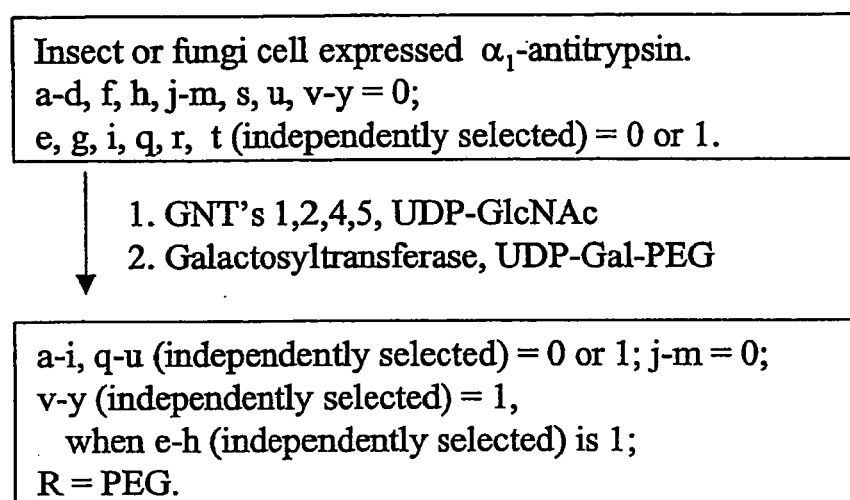 Insect or fungi cell expressed α₁-antitrypsin.
a-d, f, h, j-m, s, u, v-y = 0;
e, g, i, q, r, t (independently selected) = 0 or 1.
1. GNT's 1,2,4,5, UDP-GlcNAc
2. Galactosyltransferase, UDP-Gal-PEG
a-i, q-u (independently selected) = 0 or 1; j-m = 0;
v-y (independently selected) = 1,
when e-h (independently selected) is 1;
R = PEG.